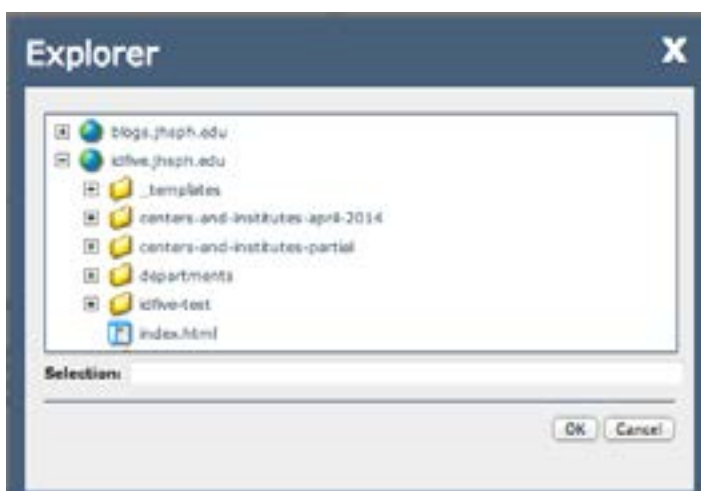 Explorer X
blogs.jhsph.edu
idfive.jhsph.edu
_templates
centers-and-institutes-april-2014
centers-and-institutes-partial
departments
idfive-test
index.html
Selection:
OK Cancel